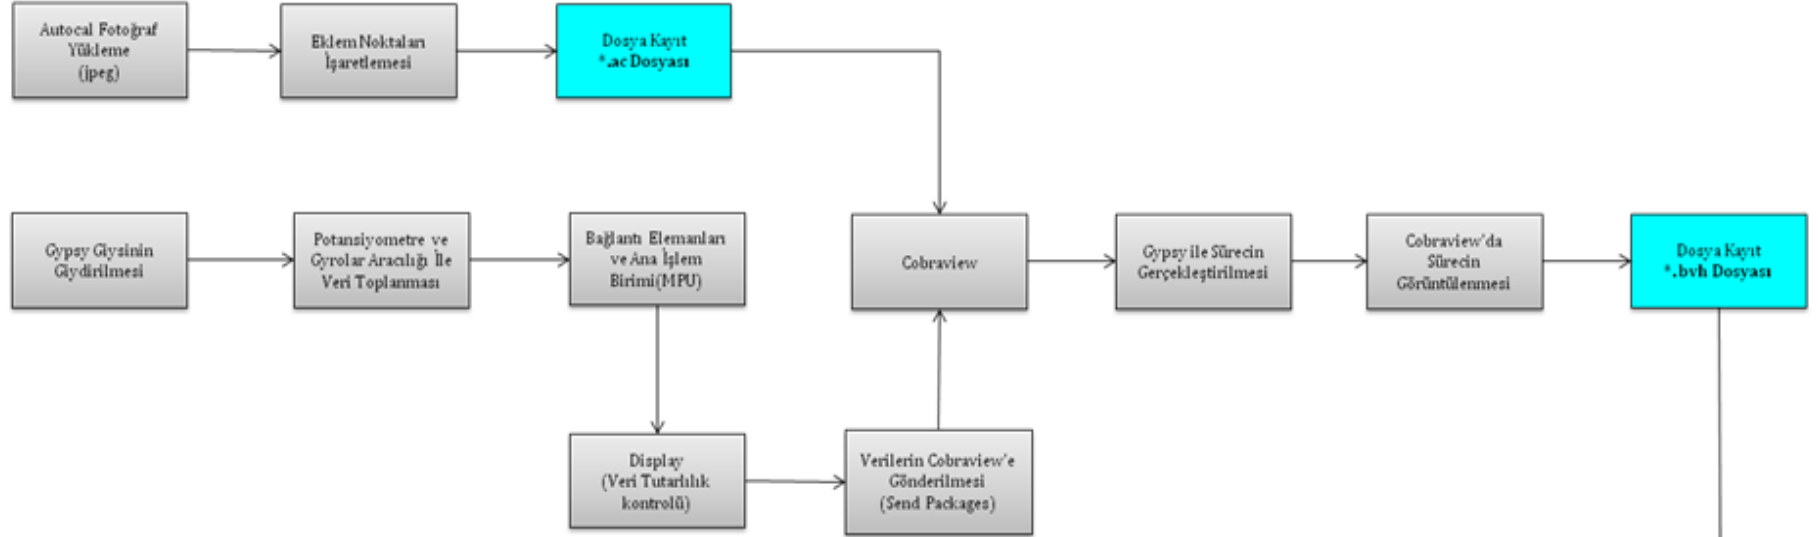 Autocal Fotoğraf
Yükleme
(jpeg)
Eklem Noktaları
İşaretlemesi
Dosya Kayıt
*.ac Dosyası
Gypsy Giysinin
Giydirilmesi
Potansiyometre ve
Gyrolar Aracılığı İle
Veri Toplanması
Bağlantı Elemanları
ve Ana İşlem
Birimi(MPU)
Cobraview
Gypsy ile Sürecin
Gerçekleştirilmesi
Cobraview'da
Sürecin
Görüntülenmesi
Dosya Kayıt
*.bvh Dosyası
Display
(Veri Tutarlılık
kontrolü)
Verilerin Cobraview'e
Gönderilmesi
(Send Packages)